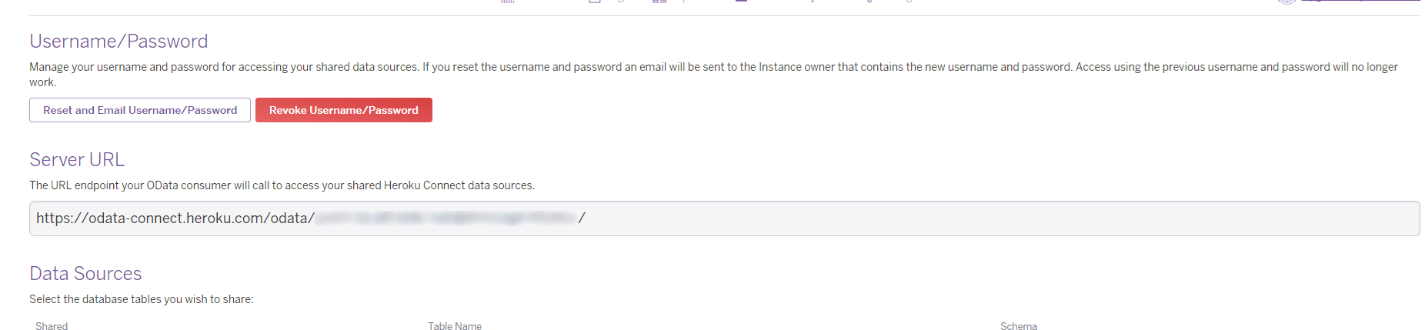 Username/Password
Manage your username and password for accessing your shared data sources. If you reset the username and password an email will be sent to the Instance owner that contains the new username and password. Access using the previous username and password will no longer
work.
Reset and Email Username/Password
Revoke Username/Password
Server URL
The URL endpoint your OData consumer will call to access your shared Heroku Connect data sources.
https://odata-connect.heroku.com/odata/ /
Data Sources
Select the database tables you wish to share:
Shared
Table Name
Schema